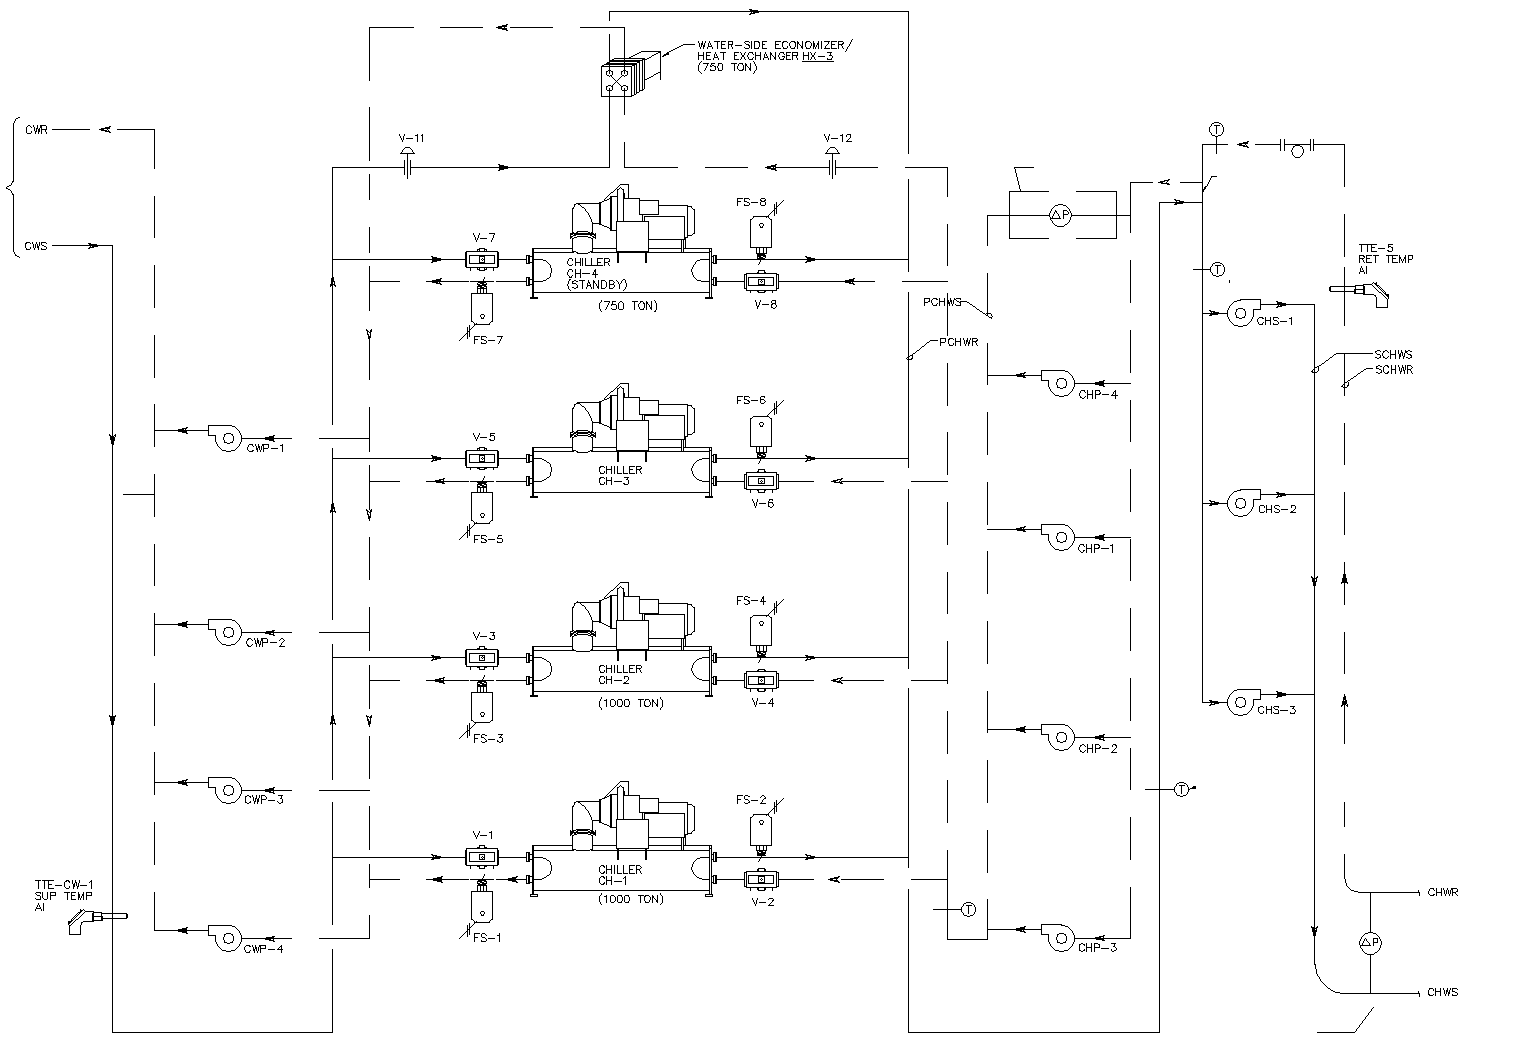 WATER-SIDE ECONOMIZER/
HEAT EXCHANGER HX-3
(750 TON)
CWR
V-11
V-12
T
CWS
V-7
FS-8
△P
CHILLER
CH-4
(STANDBY)
(750 TON)
V-8
FS-7
T
TTE-5
RET TEMP
AI
PCHWS
CHS-1
PCHWR
SCHWS
SCHWR
CHP-4
FS-6
V-5
CWP-1
CHILLER
CH-3
V-6
FS-5
CHS-2
CHP-1
FS-4
V-3
CWP-2
CHILLER
CH-2
(1000 TON)
V-4
FS-3
CHS-3
CHP-2
T
FS-2
CWP-3
V-1
CHILLER
CH-1
(1000 TON)
V-2
T
TTE-CW-1
SUP TEMP
AI
CWP-4
FS-1
CHP-3
CHWR
△P
CHWS